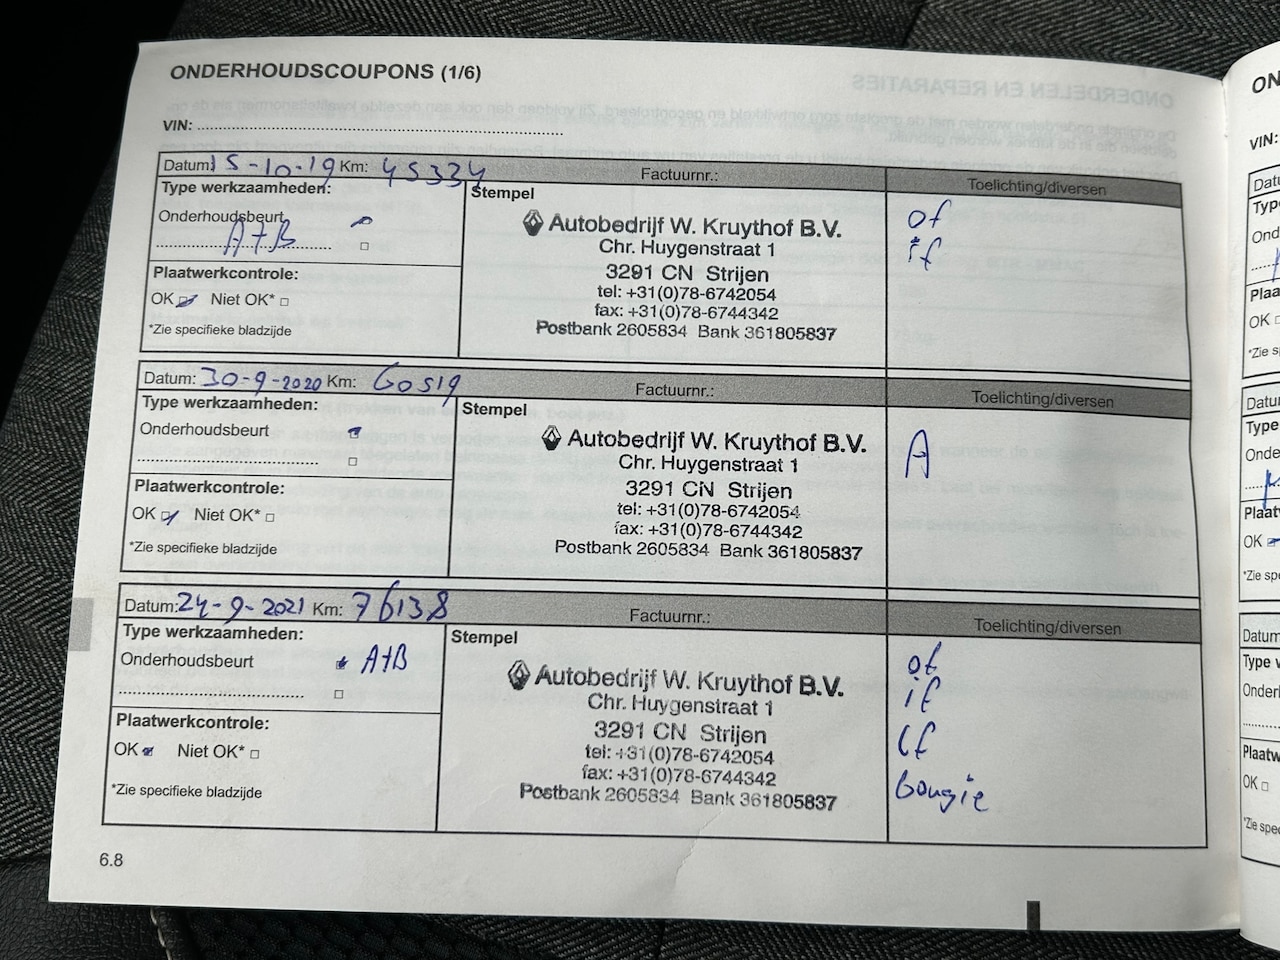 ONDERHOUDSCOUPONS (1/6)
VIN:
Datum: 15-10-19 Km: 45334 Factuurnr.: Toelichting/diversen
Type werkzaamheden:
Stempel
Onderhoudsbeurt
A+B
Plaatwerkcontrole:
OK Niet OK*
*Zie specifieke bladzijde
Autobedrijf W. Kruythof B.V.
Chr. Huygenstraat 1
3291 CN Strijen
tel: +31(0)78-6742054
fax: +31(0)78-6744342
Postbank 2605834 Bank 361805837
of
if
Datum: 30-9-2020 Km: 60519 Factuurnr.: Toelichting/diversen
Type werkzaamheden:
Stempel
Onderhoudsbeurt
Plaatwerkcontrole:
OK Niet OK*
*Zie specifieke bladzijde
Autobedrijf W. Kruythof B.V.
Chr. Huygenstraat 1
3291 CN Strijen
tel: +31(0)78-6742054
fax: +31(0)78-6744342
Postbank 2605834 Bank 361805837
A
Datum: 24-9-2021 Km: 76138 Factuurnr.: Toelichting/diversen
Type werkzaamheden:
Stempel
Onderhoudsbeurt A+B
Plaatwerkcontrole:
OK Niet OK*
*Zie specifieke bladzijde
Autobedrijf W. Kruythof B.V.
Chr. Huygenstraat 1
3291 CN Strijen
tel: +31(0)78-6742054
fax: +31(0)78-6744342
Postbank 2605834 Bank 361805837
of
if
lf
bougie
6.8
VIN: